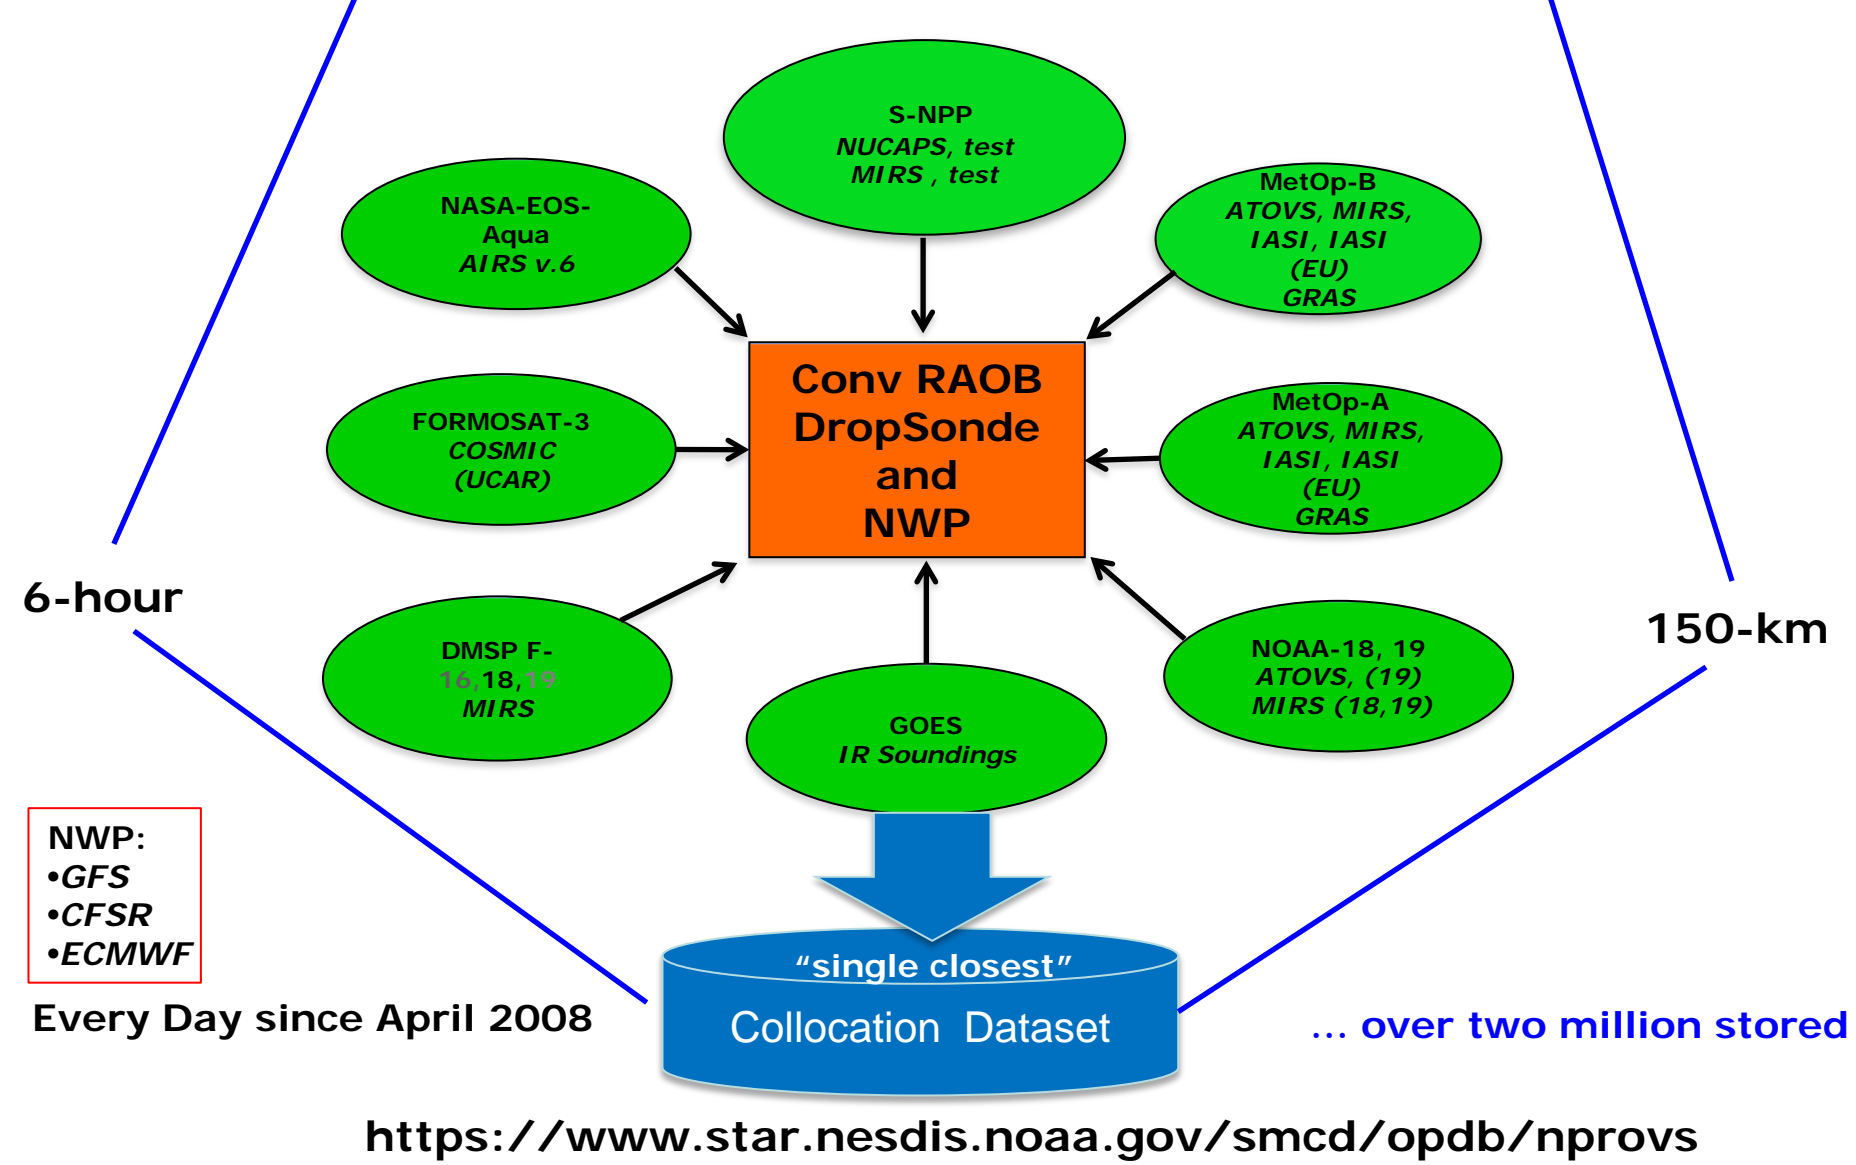 S-NPP
NUCAPS, test
MIRS , test
NASA-EOS-
Aqua
AIRS v.6
MetOp-B
ATOVS, MIRS,
IASI, IASI
(EU)
GRAS
Conv RAOB
DropSonde
and
NWP
FORMOSAT-3
COSMIC
(UCAR)
MetOp-A
ATOVS, MIRS,
IASI, IASI
(EU)
GRAS
6-hour
150-km
DMSP F-
16,18,19
MIRS
GOES
IR Soundings
NOAA-18, 19
ATOVS, (19)
MIRS (18,19)
NWP:
•GFS
•CFSR
•ECMWF
“single closest”
Collocation Dataset
Every Day since April 2008
... over two million stored
https://www.star.nesdis.noaa.gov/smcd/opdb/nprovs